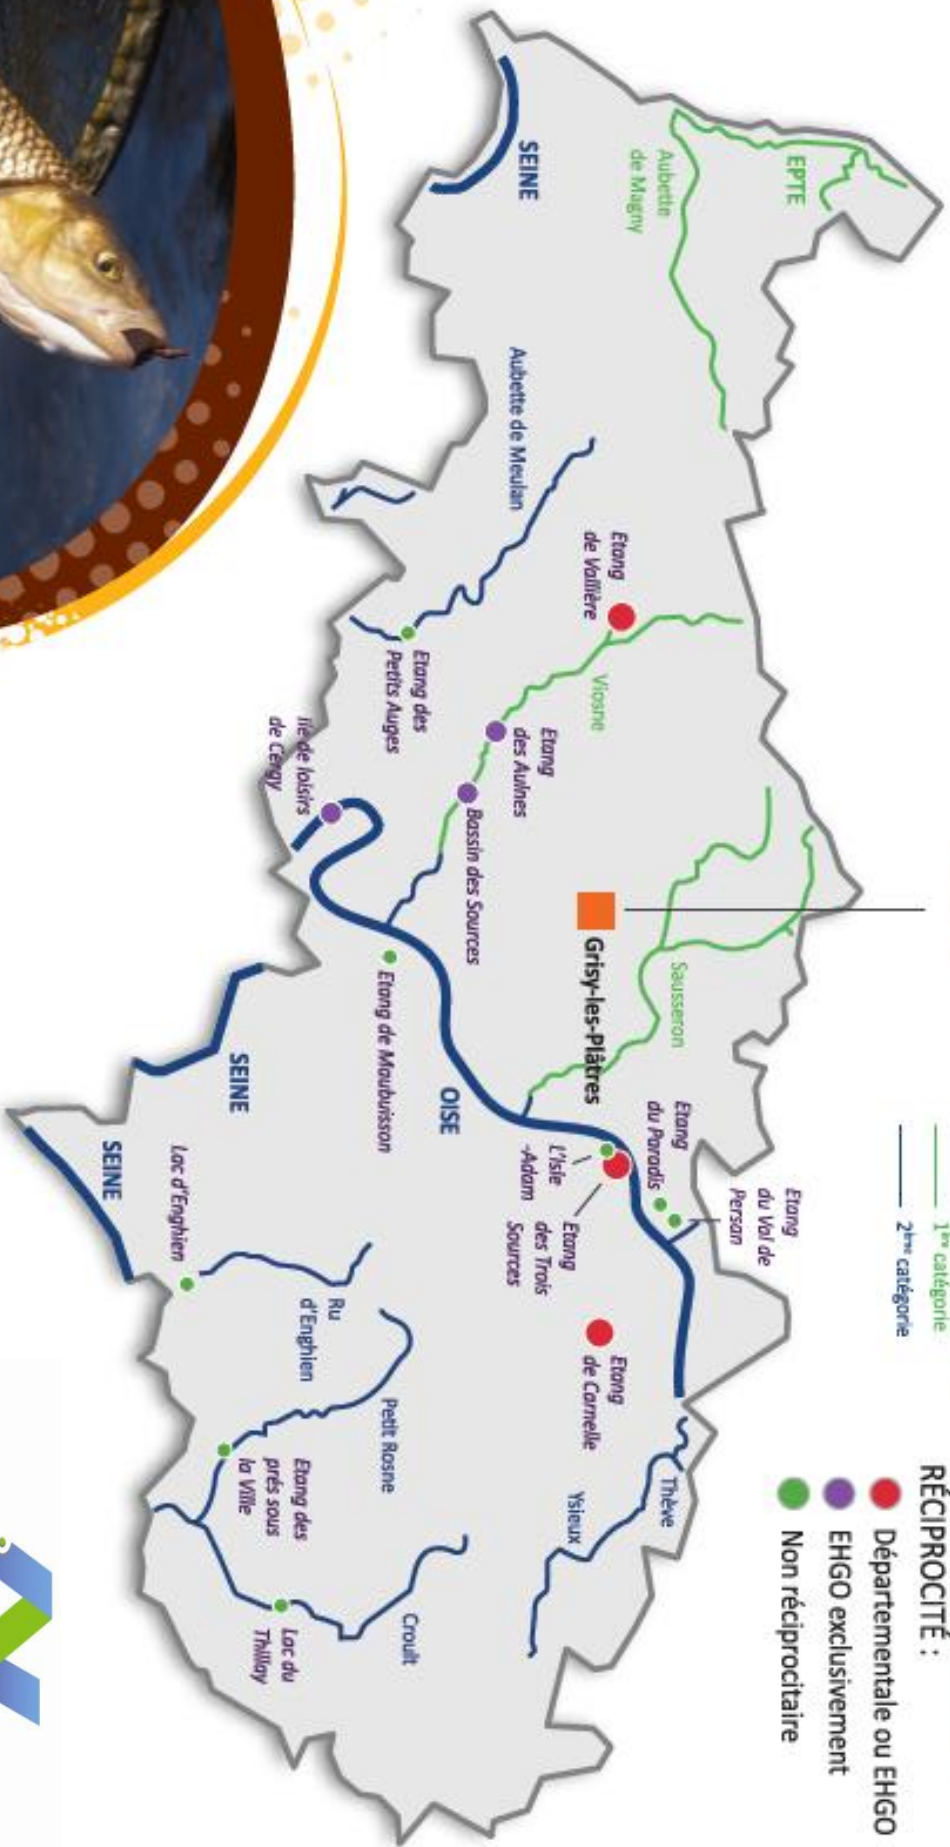 1ère catégorie
2ème catégorie
RÉCIPROCITÉ :
Départementale ou EHGO
EHGO exclusivement
Non réciprocitaire
EPTE
Aubette
de Magny
SEINE
Aubette de Meulan
Etang
de Vallière
Viosne
Etang des
Petits Auges
Etang
des Aulnes
Bassin des Sources
Ile de loisirs
de Cergy
Grisy-les-Plâtres
Sausseron
Etang de Maubuisson
OISE
SEINE
SEINE
Etang
du Paradis
Etang
du Val de
Persan
L'Isle
-Adam
Etang
des Trois
Sources
Etang
de Carnelle
Lac d'Enghien
Ru
d'Enghien
Petit Rosne
Etang des
prés sous
la Ville
Thève
Ysieux
Croult
Lac du
Thillay